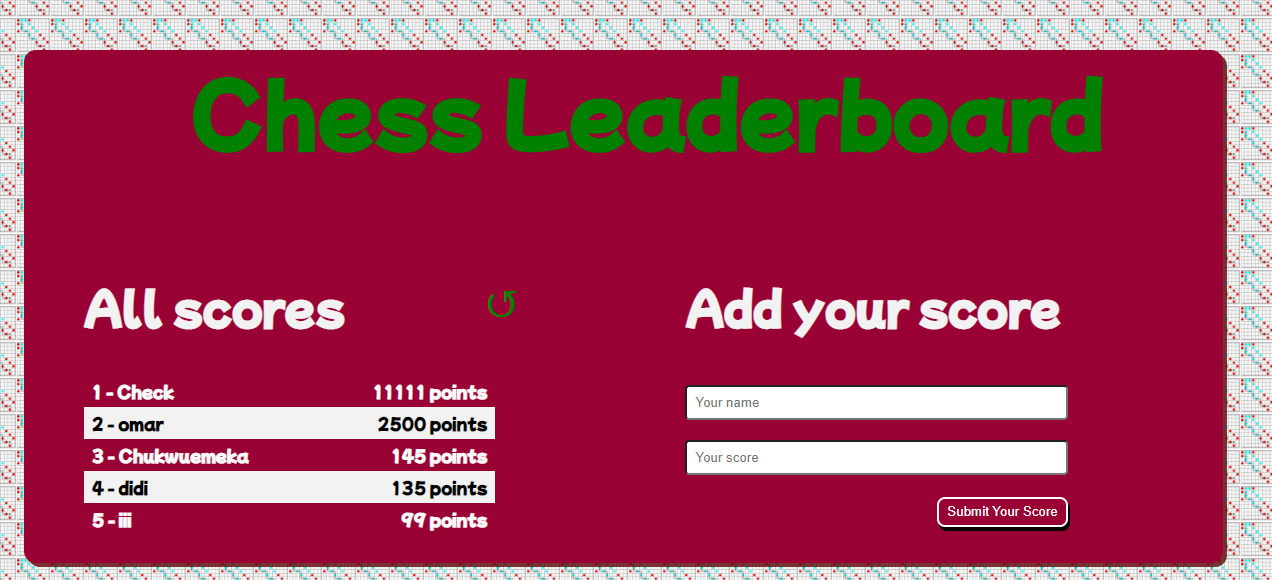 Chess Leaderboard
All scores
1 - Check 11111 points
2 - omar 2500 points
3 - Chukwuemeka 145 points
4 - didi 135 points
5 - iii 99 points
Add your score
Your name
Your score
Submit Your Score